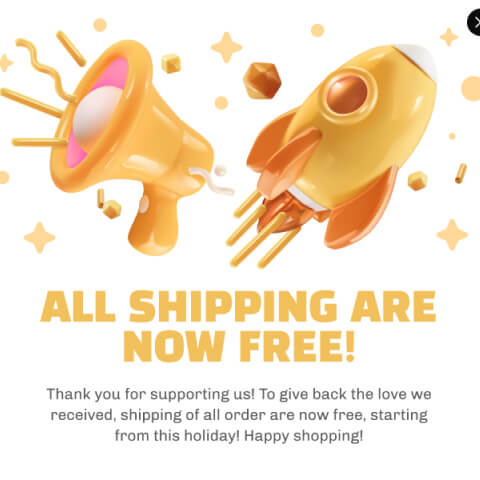 ALL SHIPPING ARE
NOW FREE!
Thank you for supporting us! To give back the love we
received, shipping of all order are now free, starting
from this holiday! Happy shopping!